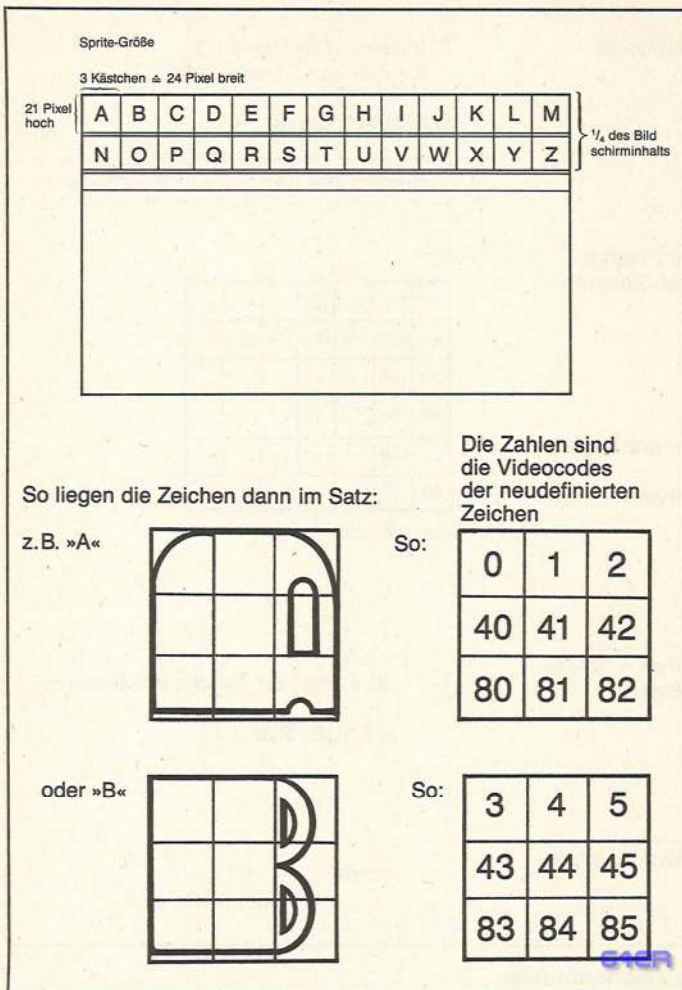 Sprite-Größe
3 Kästchen ≙ 24 Pixel breit
21 Pixel
hoch
A B C D E F G H I J K L M
N O P Q R S T U V W X Y Z
1/4 des Bild
schirminhalts
Die Zahlen sind
die Videocodes
der neudefinierten
Zeichen
So liegen die Zeichen dann im Satz:
z.B. »A«
So:
0 1 2
40 41 42
80 81 82
oder »B«
So:
3 4 5
43 44 45
83 84 85
64ER